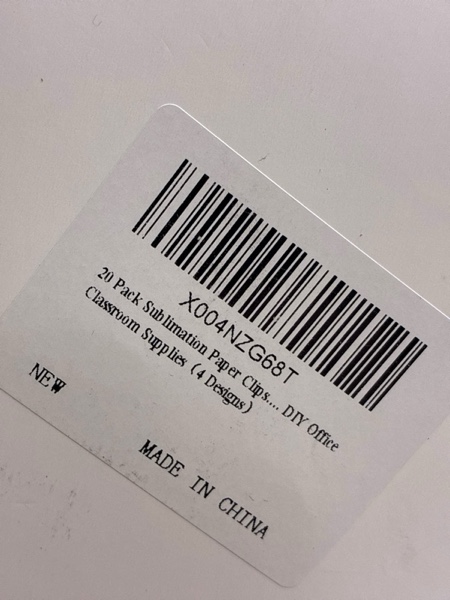 X004NZG68T
20 Pack Sublimation Paper Clips.... DIY Office
Classroom Supplies (4 Designs)
NEW
MADE IN CHINA